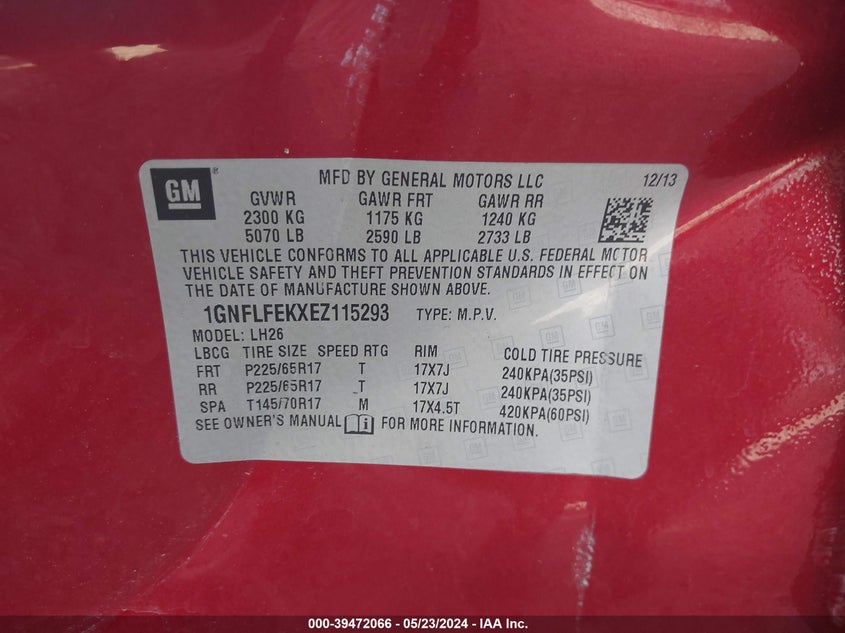 GM
MFD BY GENERAL MOTORS LLC 12/13
GVWR GAWR FRT GAWR RR
2300 KG 1175 KG 1240 KG
5070 LB 2590 LB 2733 LB
THIS VEHICLE CONFORMS TO ALL APPLICABLE U.S. FEDERAL MOTOR
VEHICLE SAFETY AND THEFT PREVENTION STANDARDS IN EFFECT ON
THE DATE OF MANUFACTURE SHOWN ABOVE.
1GNFLFEKXEZ115293 TYPE: M.P.V.
MODEL: LH26
LBCG TIRE SIZE SPEED RTG RIM COLD TIRE PRESSURE
FRT P225/65R17 T 17X7J 240KPA(35PSI)
RR P225/65R17 T 17X7J 240KPA(35PSI)
SPA T145/70R17 M 17X4.5T 420KPA(60PSI)
SEE OWNER'S MANUAL FOR MORE INFORMATION.
000-39472066 - 05/23/2024 - IAA Inc.